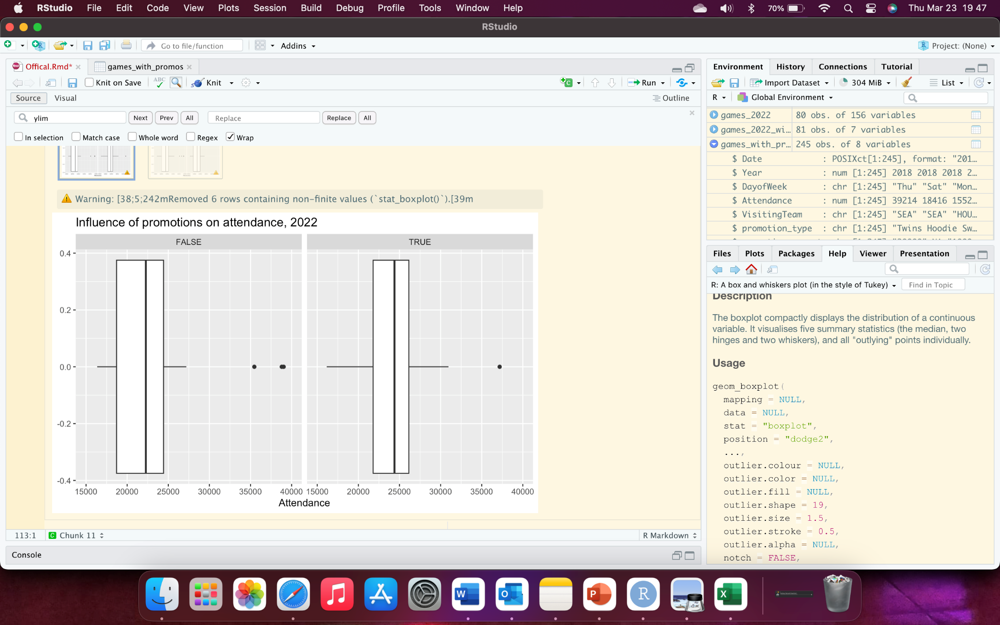 RStudio File Edit Code View Plots Session Build Debug Profile Tools Window Help 70% Thu Mar 23 19 47
RStudio
Go to file/function Addins Project: (None)
Offical.Rmd* games_with_promos
Knit on Save ABC Knit Run
Source Visual Outline
ylim Next Prev All Replace Replace All
In selection Match case Whole word Regex Wrap
Warning: [38;5;242mRemoved 6 rows containing non-finite values (`stat_boxplot()`).[39m
Influence of promotions on attendance, 2022
FALSE TRUE
0.4
0.2
0.0
-0.2
-0.4
15000 20000 25000 30000 35000 40000 15000 20000 25000 30000 35000 40000
Attendance
113:1 C Chunk 11 R Markdown
Console
Environment History Connections Tutorial
Import Dataset 304 MiB List
R Global Environment
games_2022 80 obs. of 156 variables
games_2022_wi… 81 obs. of 7 variables
games_with_pr… 245 obs. of 8 variables
$ Date : POSIXct[1:245], format: "201…
$ Year : num [1:245] 2018 2018 2018 2…
$ DayofWeek : chr [1:245] "Thu" "Sat" "Mon…
$ Attendance : num [1:245] 39214 18416 1552…
$ VisitingTeam : chr [1:245] "SEA" "SEA" "HOU…
$ promotion_type : chr [1:245] "Twins Hoodie Sw…
Files Plots Packages Help Viewer Presentation
R: A box and whiskers plot (in the style of Tukey) Find in Topic
Description
The boxplot compactly displays the distribution of a continuous
variable. It visualises five summary statistics (the median, two
hinges and two whiskers), and all "outlying" points individually.
Usage
geom_boxplot(
mapping = NULL,
data = NULL,
stat = "boxplot",
position = "dodge2",
...,
outlier.colour = NULL,
outlier.color = NULL,
outlier.fill = NULL,
outlier.shape = 19,
outlier.size = 1.5,
outlier.stroke = 0.5,
outlier.alpha = NULL,
notch = FALSE,
W O P R X